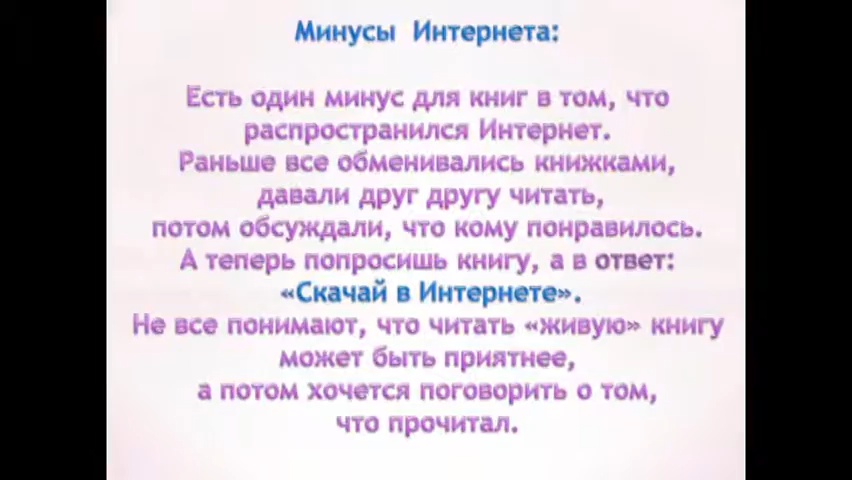 Минусы Интернета:
Есть один минус для книг в том, что
распространился Интернет.
Раньше все обменивались книжками,
давали друг другу читать,
потом обсуждали, что кому понравилось.
А теперь попросишь книгу, а в ответ:
«Скачай в Интернете».
Не все понимают, что читать «живую» книгу
может быть приятнее,
а потом хочется поговорить о том,
что прочитал.